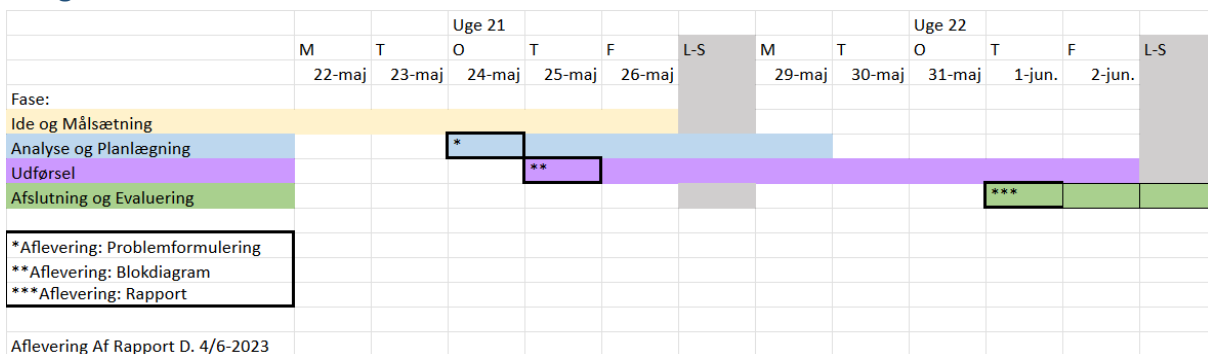 Uge 21 Uge 22
M T O T F L-S M T O T F L-S
22-maj 23-maj 24-maj 25-maj 26-maj 29-maj 30-maj 31-maj 1-jun. 2-jun.
Fase:
Ide og Målsætning
Analyse og Planlægning *
Udførsel **
Afslutning og Evaluering ***
*Aflevering: Problemformulering
**Aflevering: Blokdiagram
***Aflevering: Rapport
Aflevering Af Rapport D. 4/6-2023